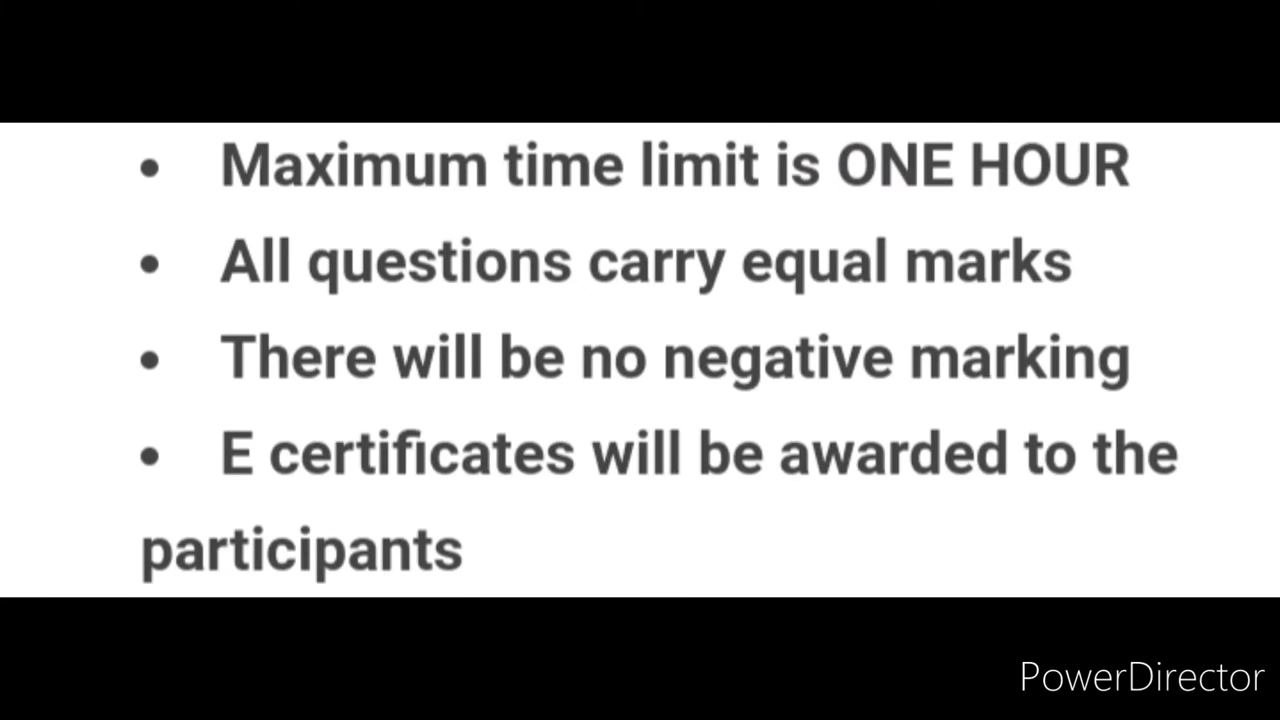 • Maximum time limit is ONE HOUR
• All questions carry equal marks
• There will be no negative marking
• E certificates will be awarded to the
participants
PowerDirector